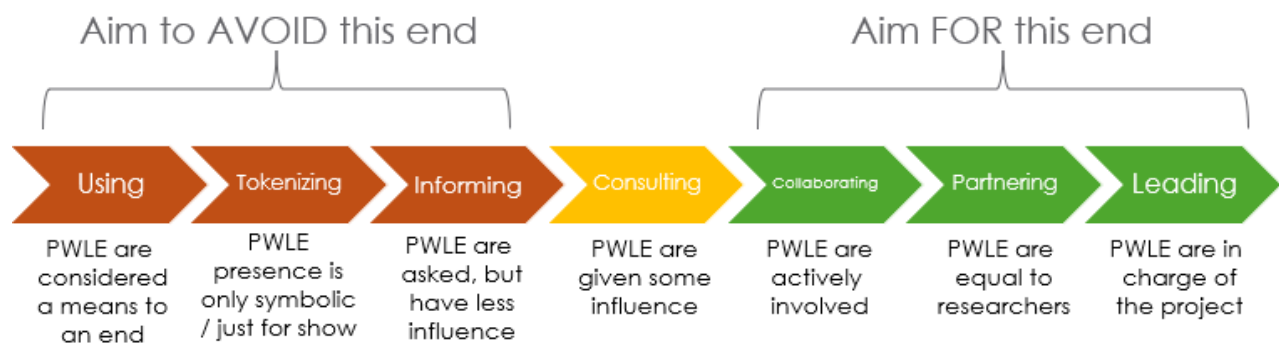 Aim to AVOID this end
Aim FOR this end
Using
Tokenizing
Informing
Consulting
Collaborating
Partnering
Leading
PWLE are
considered
a means to
an end
PWLE
presence is
only symbolic
/ just for show
PWLE are
asked, but
have less
influence
PWLE are
given some
influence
PWLE are
actively
involved
PWLE are
equal to
researchers
PWLE are in
charge of
the project